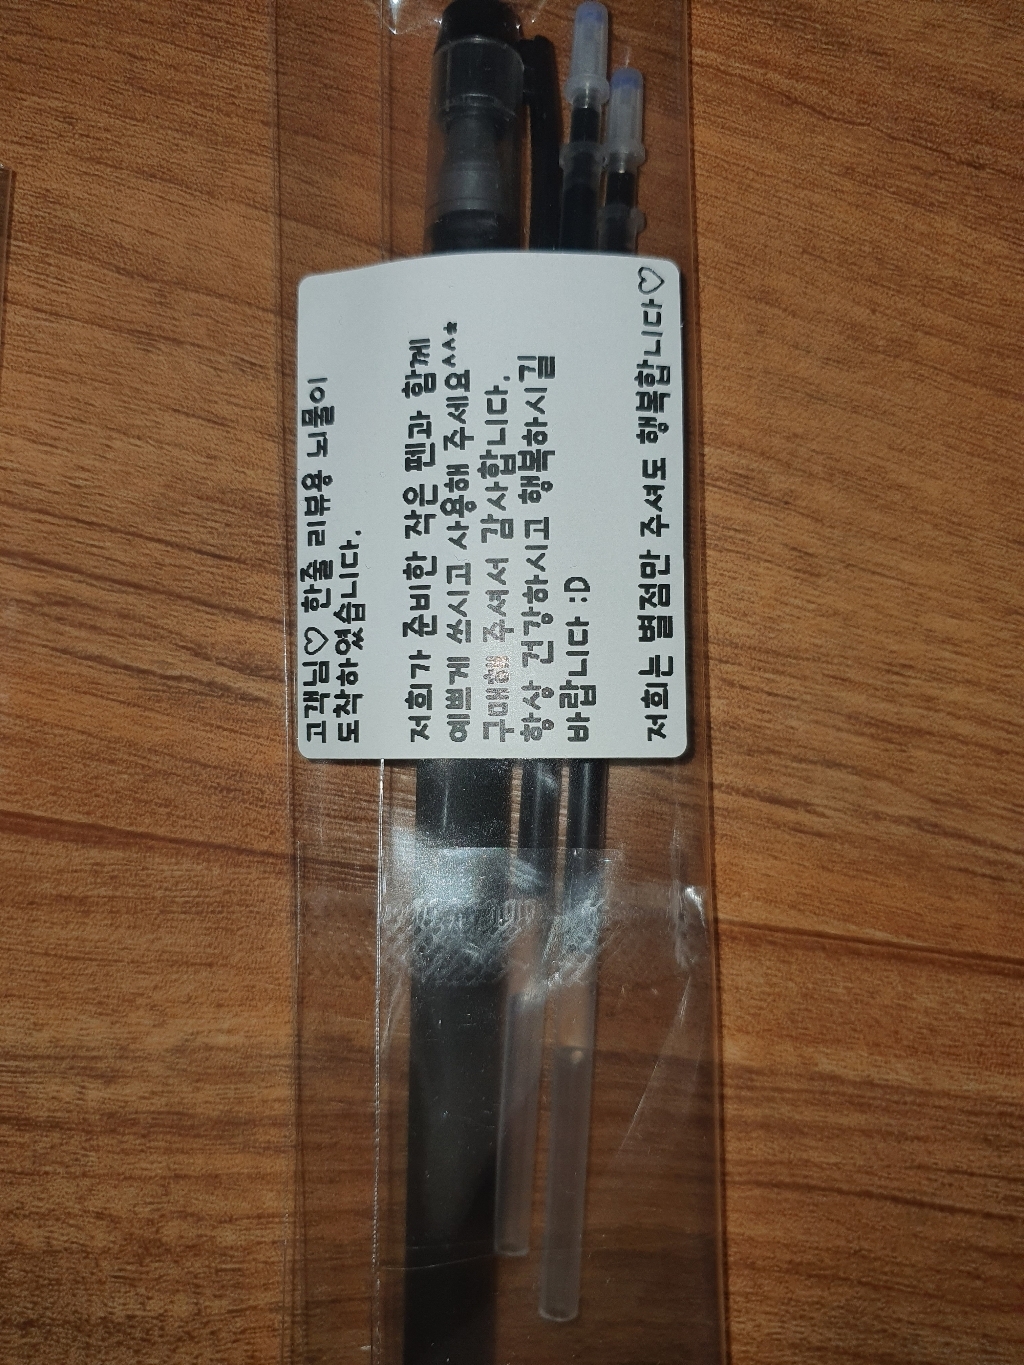 고객님♡ 한줄 리뷰용 뇌물이
도착하였습니다.
저희가 준비한 작은 펜과 함께
예쁘게 쓰시고 사용해 주세요^^*
구매해 주셔서 감사합니다.
항상 건강하시고 행복하시길
바랍니다 :D
저희는 별점만 주셔도 행복합니다♡